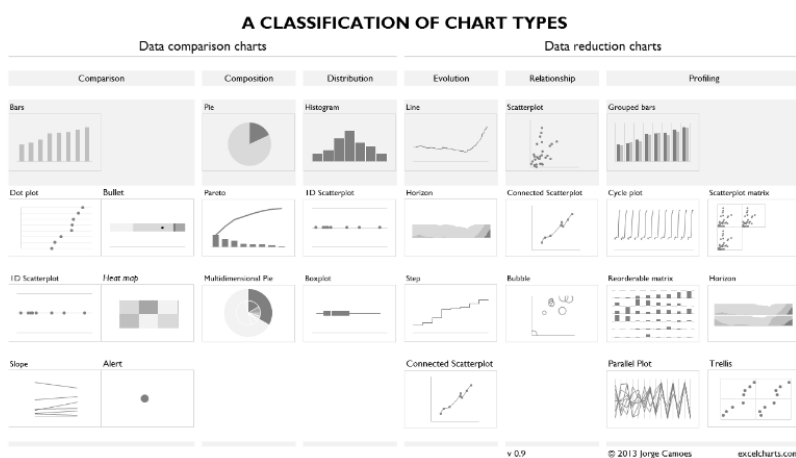 A CLASSIFICATION OF CHART TYPES
Data comparison charts
Data reduction charts
Comparison
Composition
Distribution
Evolution
Relationship
Profiling
Bars
Pie
Histogram
Line
Scatterplot
Grouped bars
Dot plot
Bullet
Pareto
1D Scatterplot
Horizon
Connected Scatterplot
Cycle plot
Scatterplot matrix
1D Scatterplot
Heat map
Multidimensional Pie
Boxplot
Step
Bubble
Reorderable matrix
Horizon
Slope
Alert
Connected Scatterplot
Parallel Plot
Trellis
v 0.9
© 2013 Jorge Camoes
excelcharts.com